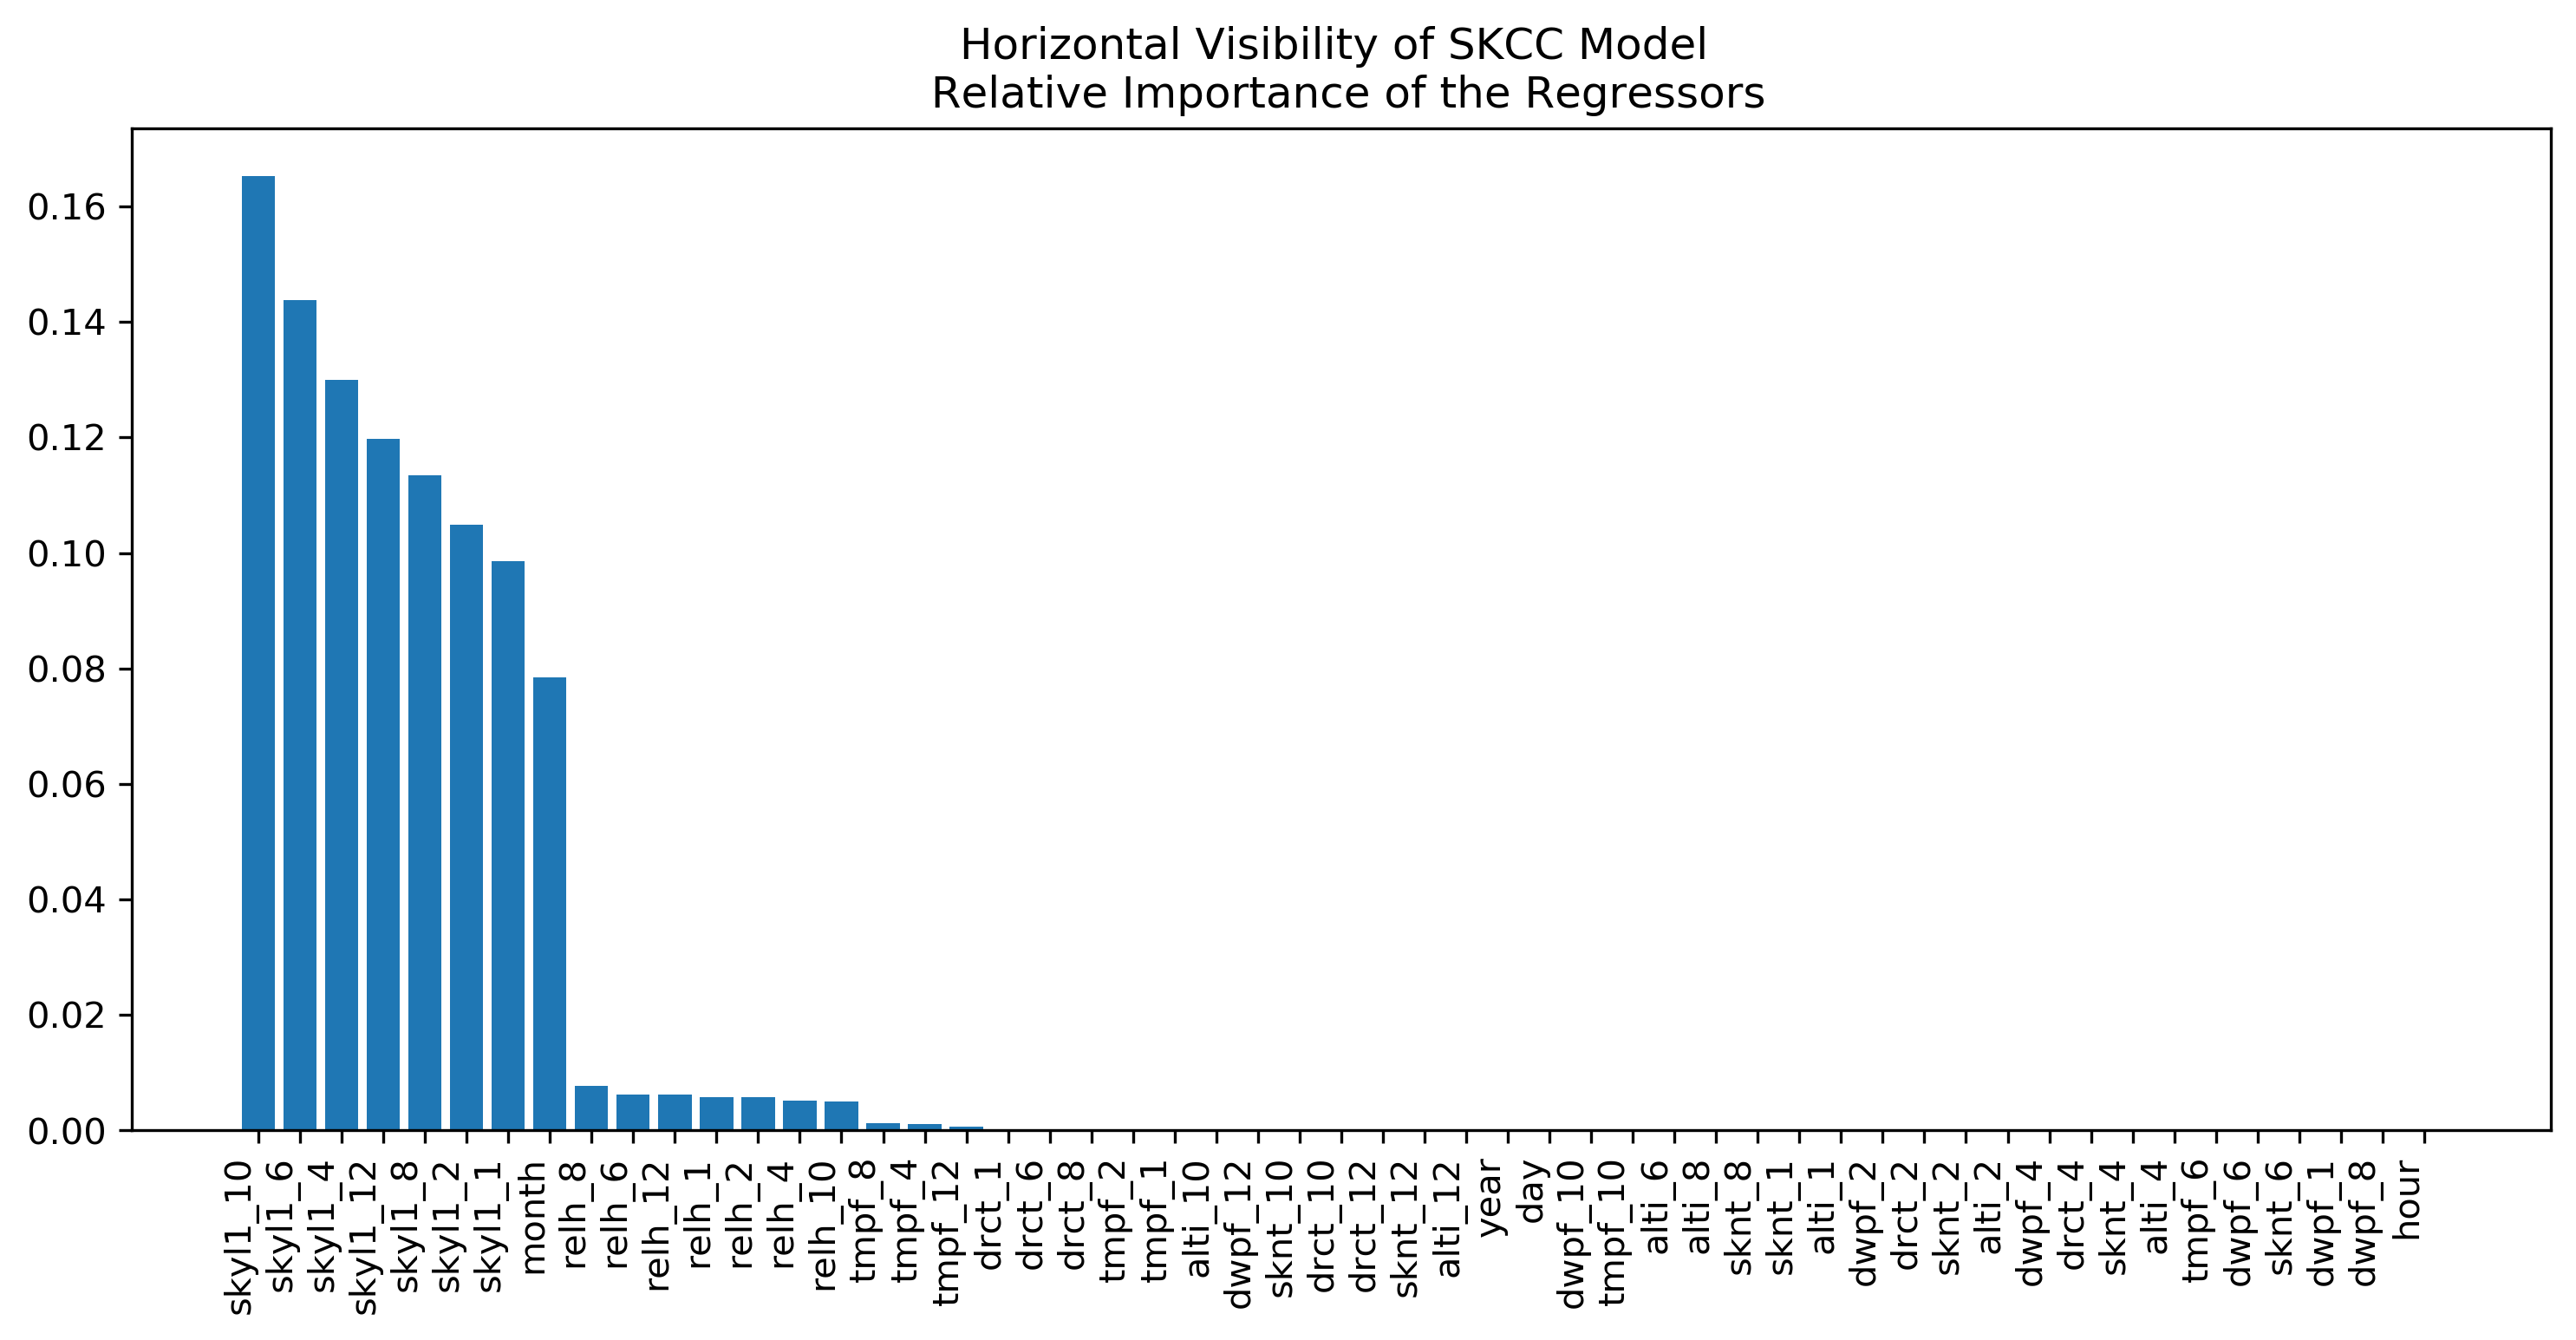 Horizontal Visibility of SKCC Model
Relative Importance of the Regressors
0.16
0.14
0.12
0.10
0.08
0.06
0.04
0.02
0.00
skyl1_10
skyl1_6
skyl1_4
skyl1_12
skyl1_8
skyl1_2
skyl1_1
month
relh_8
relh_6
relh_12
relh_1
relh_2
relh_4
relh_10
tmpf_8
tmpf_4
tmpf_12
drct_1
drct_6
drct_8
tmpf_2
tmpf_1
alti_10
dwpf_12
sknt_10
drct_10
drct_12
sknt_12
alti_12
year
day
dwpf_10
tmpf_10
alti_6
alti_8
sknt_8
sknt_1
alti_1
dwpf_2
drct_2
sknt_2
alti_2
dwpf_4
drct_4
sknt_4
alti_4
tmpf_6
dwpf_6
sknt_6
dwpf_1
dwpf_8
hour